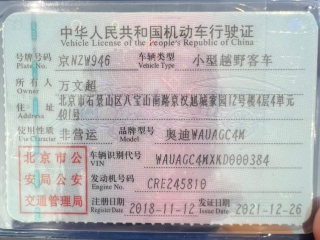 中华人民共和国机动车行驶证
Vehicle License of the People's Republic of China
号牌号码 京NZW946 车辆类型 小型越野客车
Plate No. Vehicle Type
所有人 万文超
Owner
住址 北京市石景山区八宝山南路京汉旭城家园12号楼4层4单元401号
Address
使用性质 非营运 品牌型号 奥迪WAUAGC4M
Use Character Model
北京市公安局公安交通管理局
车辆识别代号 WAUAGC4MXKD000384
VIN
发动机号码 CRE245810
Engine No.
注册日期 2018-11-12 发证日期 2021-12-26
Register Date Issue Date